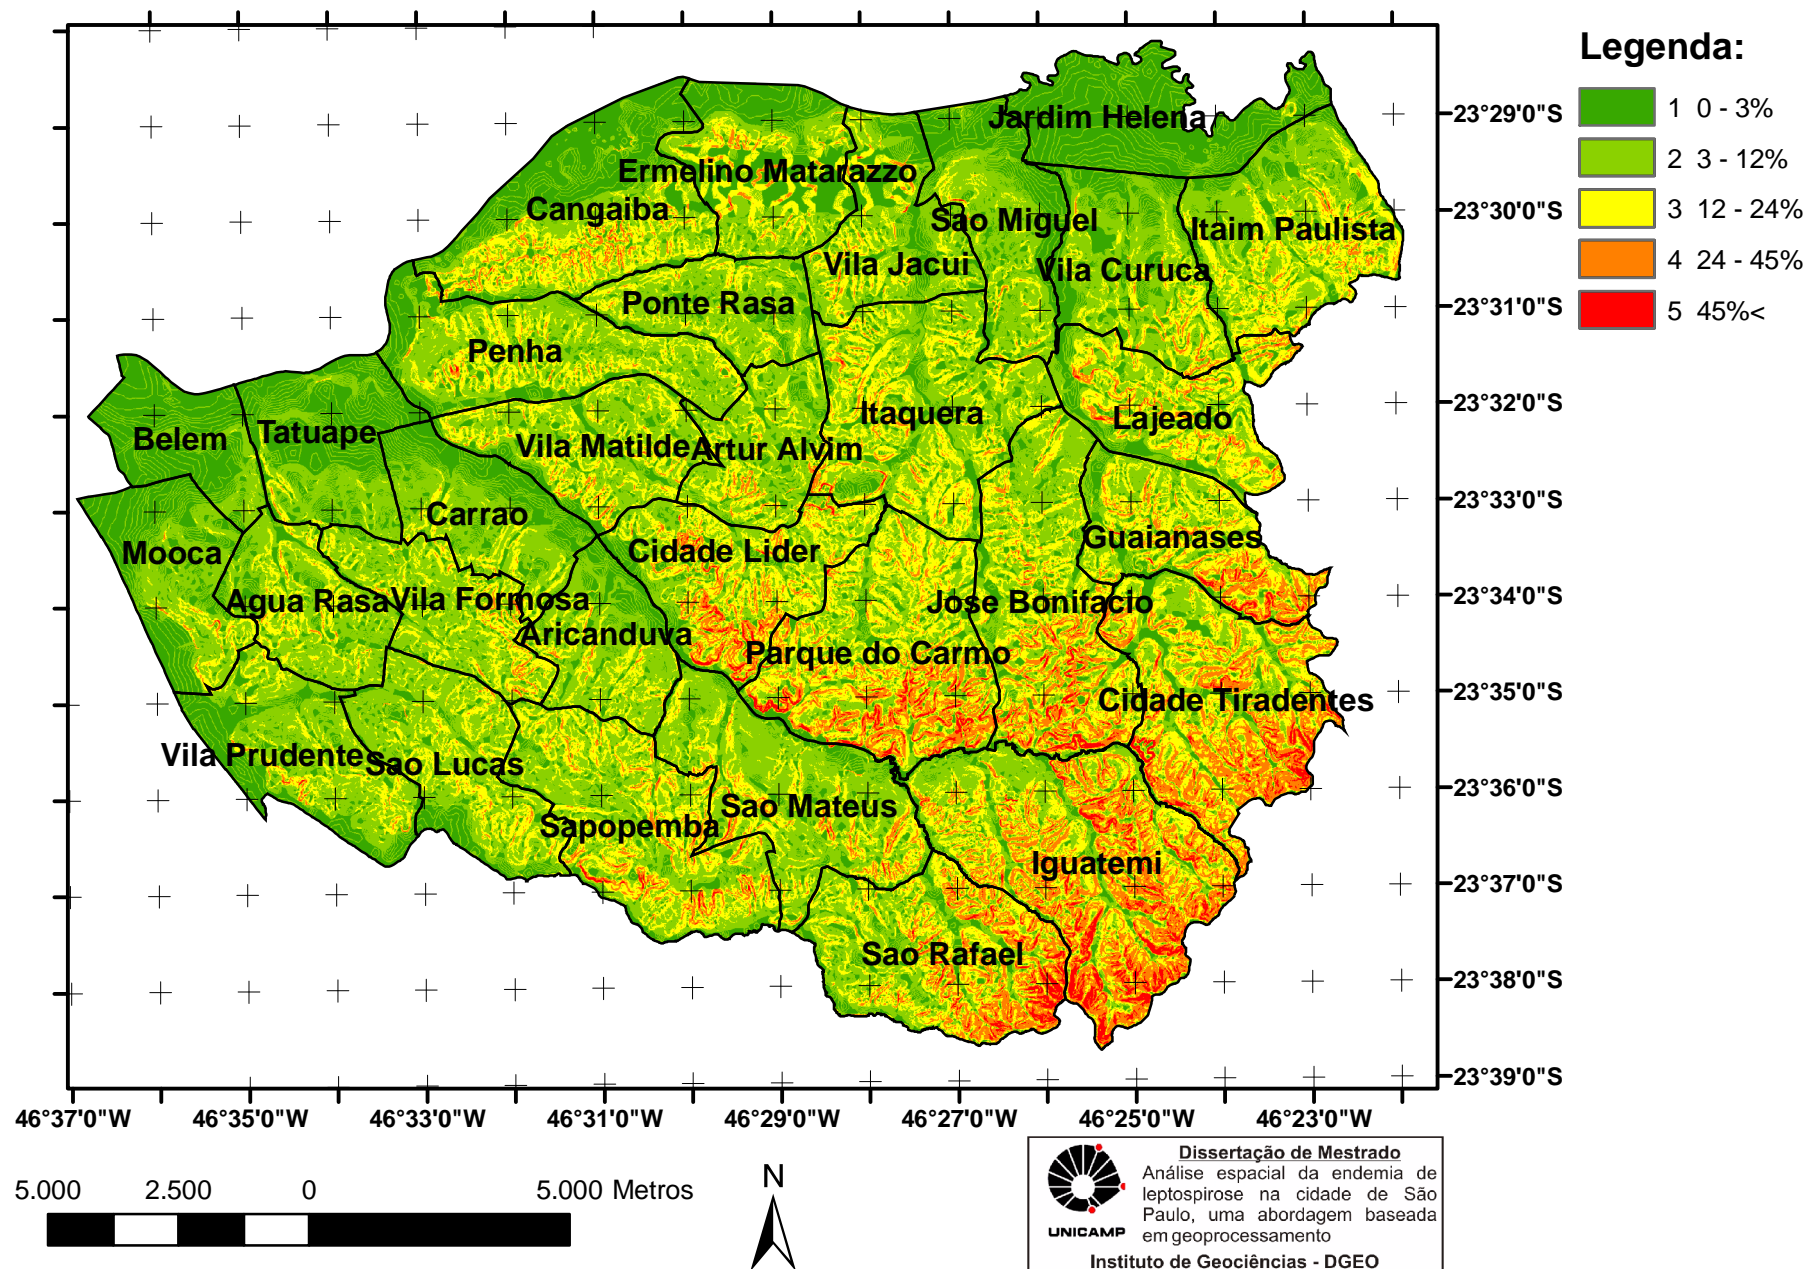 Legenda:
1 0 - 3%
2 3 - 12%
3 12 - 24%
4 24 - 45%
5 45%<
Jardim Helena
Ermelino Matarazzo
Cangaiba
Sao Miguel
Itaim Paulista
Vila Jacui
Vila Curuca
Ponte Rasa
Penha
Itaquera
Lajeado
Belem
Tatuape
Vila Matilde
Artur Alvim
Carrao
Mooca
Cidade Lider
Guaianases
Agua Rasa
Vila Formosa
Jose Bonifacio
Aricanduva
Parque do Carmo
Cidade Tiradentes
Vila Prudente
Sao Lucas
Sao Mateus
Sapopemba
Iguatemi
Sao Rafael
23°29'0"S
23°30'0"S
23°31'0"S
23°32'0"S
23°33'0"S
23°34'0"S
23°35'0"S
23°36'0"S
23°37'0"S
23°38'0"S
23°39'0"S
46°37'0"W
46°35'0"W
46°33'0"W
46°31'0"W
46°29'0"W
46°27'0"W
46°25'0"W
46°23'0"W
5.000 2.500 0 5.000 Metros
N
UNICAMP
Dissertação de Mestrado
Análise espacial da endemia de
leptospirose na cidade de São
Paulo, uma abordagem baseada
em geoprocessamento
Instituto de Geociências - DGEO